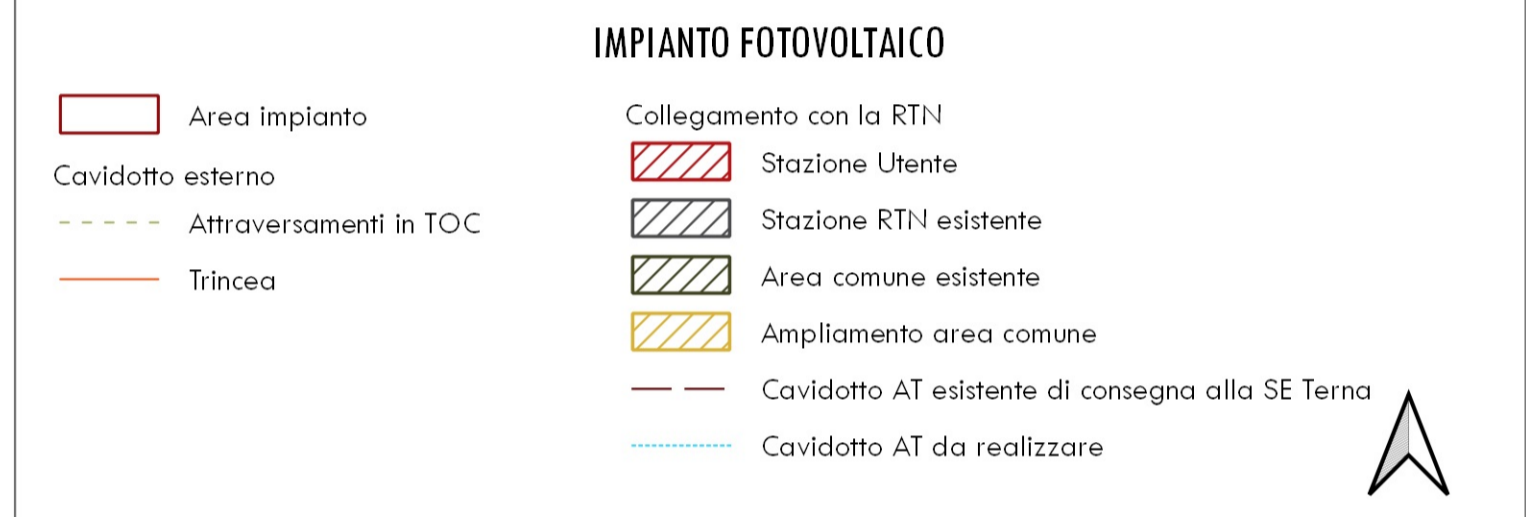 IMPIANTO FOTOVOLTAICO
Area impianto
Cavidotto esterno
Attraversamenti in TOC
Trincea
Collegamento con la RTN
Stazione Utente
Stazione RTN esistente
Area comune esistente
Ampliamento area comune
Cavidotto AT esistente di consegna alla SE Terna
Cavidotto AT da realizzare